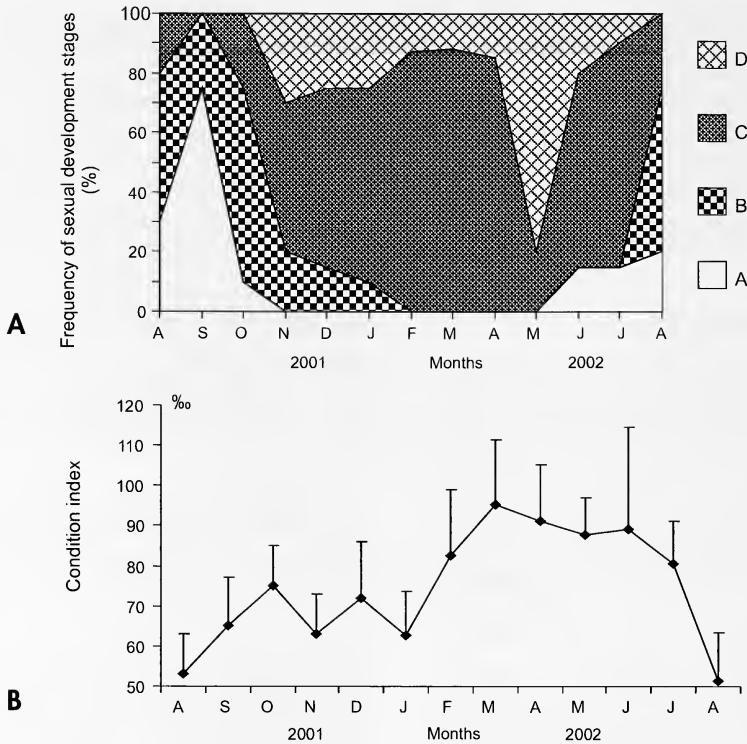 100
80
60
40
20
0
Frequency of sexual development stages
(%)
A S O N D J F M A M J J A
2001 Months 2002
D
C
B
A
A
‰
120
110
100
90
80
70
60
50
Condition index
A S O N D J F M A M J J A
2001 Months 2002
B